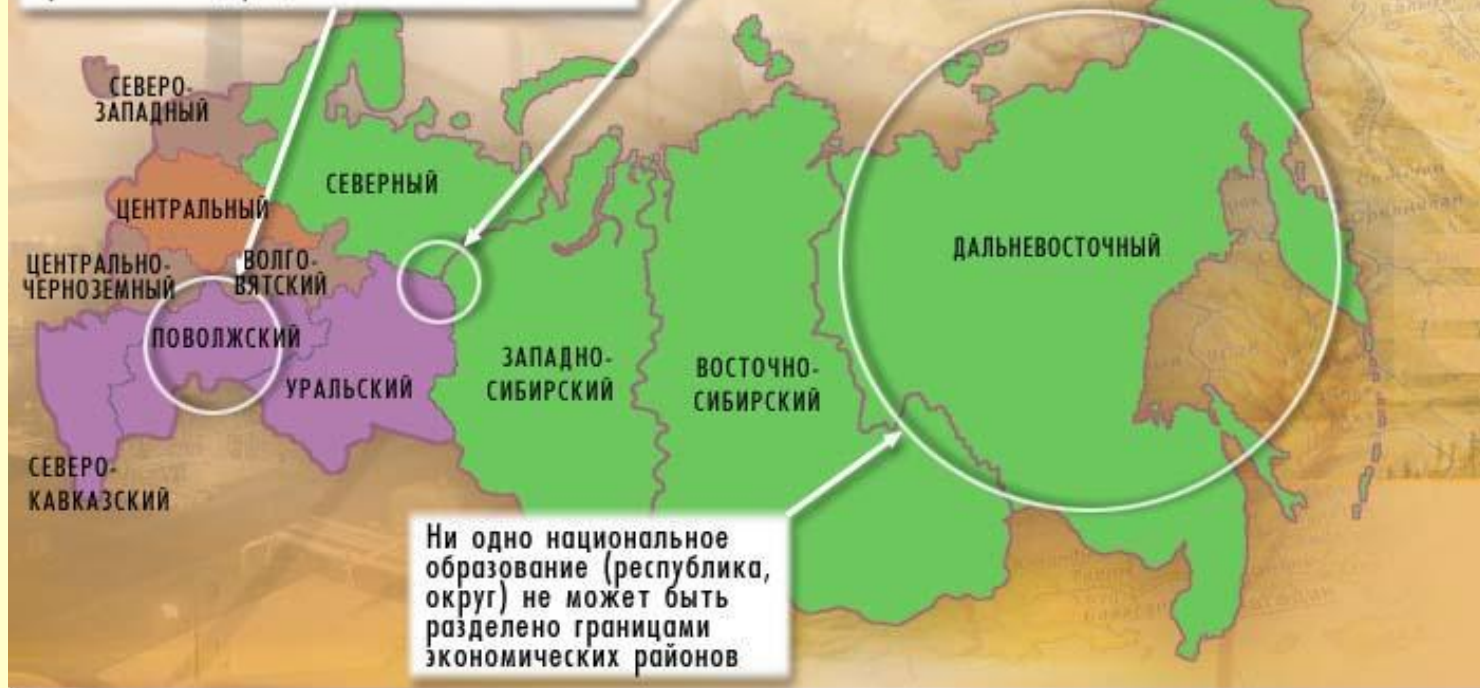 СЕВЕРО-
ЗАПАДНЫЙ
СЕВЕРНЫЙ
ЦЕНТРАЛЬНЫЙ
ДАЛЬНЕВОСТОЧНЫЙ
ЦЕНТРАЛЬНО-
ЧЕРНОЗЕМНЫЙ
ВОЛГО-
ВЯТСКИЙ
ПОВОЛЖСКИЙ
УРАЛЬСКИЙ
ЗАПАДНО-
СИБИРСКИЙ
ВОСТОЧНО-
СИБИРСКИЙ
СЕВЕРО-
КАВКАЗСКИЙ
Ни одно национальное
образование (республика,
округ) не может быть
разделено границами
экономических районов